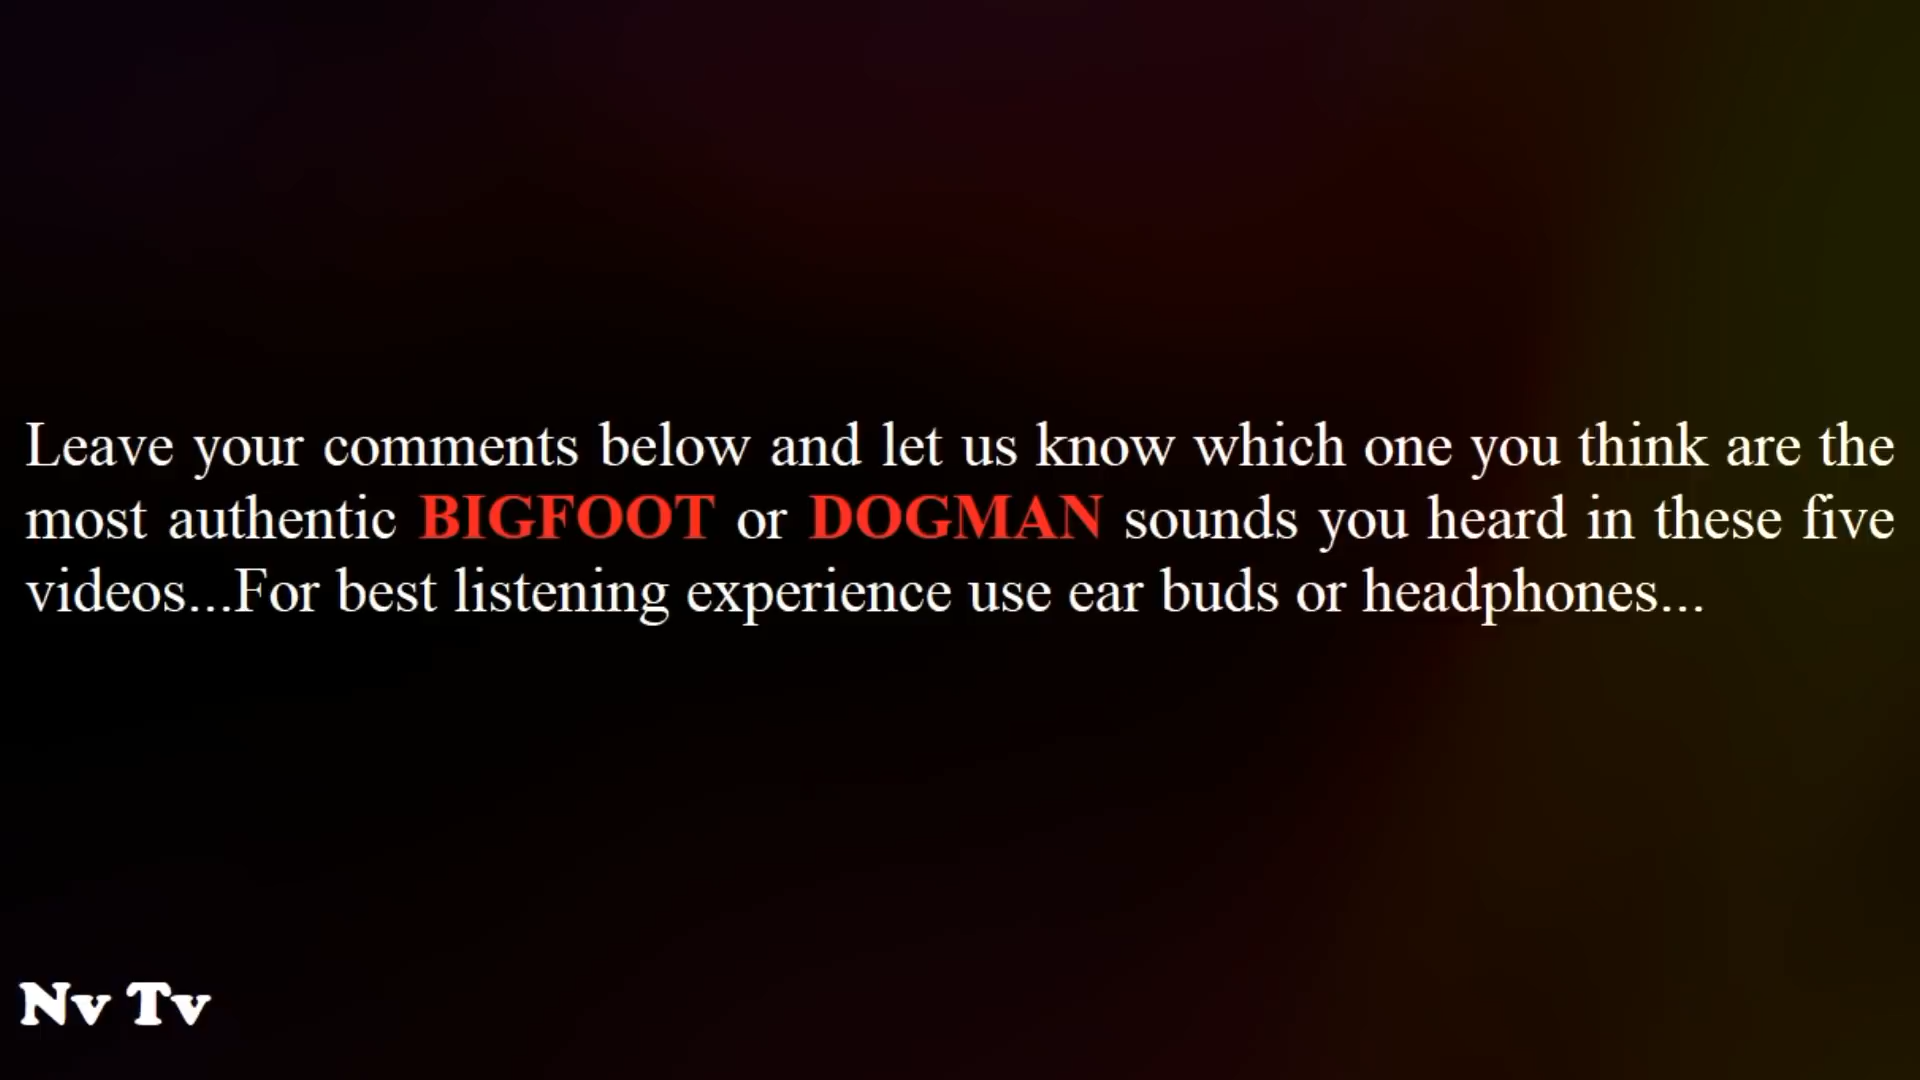 Leave your comments below and let us know which one you think are the
most authentic BIGFOOT or DOGMAN sounds you heard in these five
videos...For best listening experience use ear buds or headphones...
Nv Tv